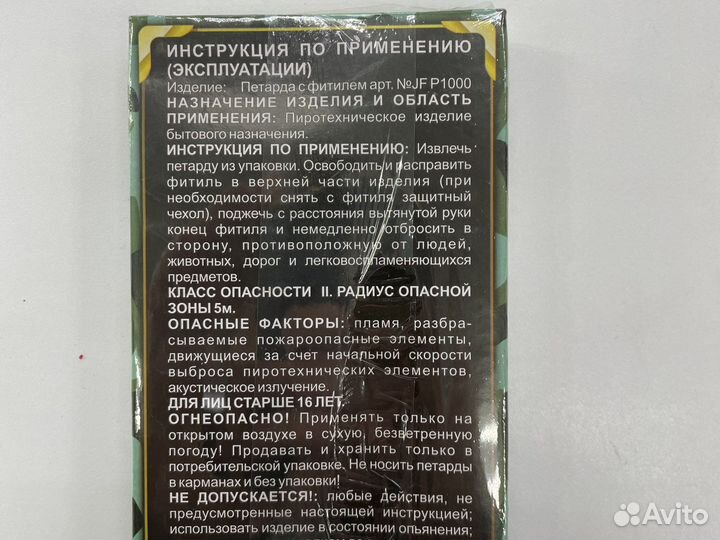 ИНСТРУКЦИЯ ПО ПРИМЕНЕНИЮ
(ЭКСПЛУАТАЦИИ)
Изделие: Петарда с фитилем арт. №JF P1000
НАЗНАЧЕНИЕ ИЗДЕЛИЯ И ОБЛАСТЬ
ПРИМЕНЕНИЯ: Пиротехническое изделие
бытового назначения.
ИНСТРУКЦИЯ ПО ПРИМЕНЕНИЮ: Извлечь
петарду из упаковки. Освободить и расправить
фитиль в верхней части изделия (при
необходимости снять с фитиля защитный
чехол), поджечь с расстояния вытянутой руки
конец фитиля и немедленно отбросить в
сторону, противоположную от людей,
животных, дорог и легковоспламеняющихся
предметов.
КЛАСС ОПАСНОСТИ II. РАДИУС ОПАСНОЙ
ЗОНЫ 5м.
ОПАСНЫЕ ФАКТОРЫ: пламя, разбра-
сываемые пожароопасные элементы,
движущиеся за счет начальной скорости
выброса пиротехнических элементов,
акустическое излучение.
ДЛЯ ЛИЦ СТАРШЕ 16 ЛЕТ.
ОГНЕОПАСНО! Применять только на
открытом воздухе в сухую, безветренную
погоду! Продавать и хранить только в
потребительской упаковке. Не носить петарды
в карманах и без упаковки!
НЕ ДОПУСКАЕТСЯ!: любые действия, не
предусмотренные настоящей инструкцией;
использовать изделие в состоянии опьянения;
Avito